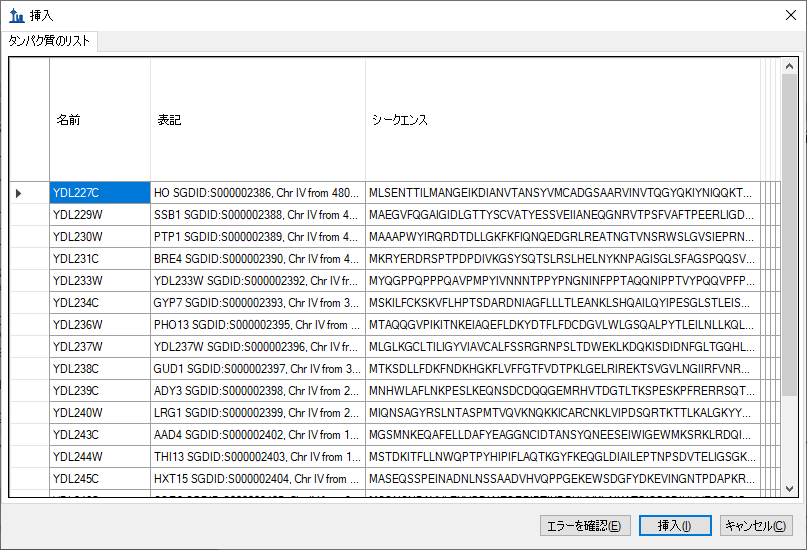 挿入
タンパク質のリスト
名前 表記 シークエンス
YDL227C HO SGDID:S000002386, Chr IV from 480... MLSENTTILMANGEIKDIANVTANSYVMCADGSAARVINVTQGYQKIYNIQQKT...
YDL229W SSB1 SGDID:S000002388, Chr IV from 4... MAEGVFQGAIGIDLGTTYSCVATYESSVEIIANEQGNRVTPSFVAFTPEERLIGD...
YDL230W PTP1 SGDID:S000002389, Chr IV from 4... MAAAPWYIRQRDTDLLGKFKFIQNQEDGRLREATNGTVNSRWSLGVSIEPRN...
YDL231C BRE4 SGDID:S000002390, Chr IV from 4... MKRYERDRSPTPDPDIVKGSYSQTSLRSLHELNYKNPAGISGLSFAGSPQQSV...
YDL233W YDL233W SGDID:S000002392, Chr IV fr... MYQGPPQPPPQAVPMPYIVNNNTPPYPNGNINFPPTAQQNIPPTVYPQQVPFP...
YDL234C GYP7 SGDID:S000002393, Chr IV from 3... MSKILFCKSKVFLHPTSDARDNIAGFLLLTLEANKLSHQAILQYIPESGLSTLEIS...
YDL236W PHO13 SGDID:S000002395, Chr IV from ... MTAQQGVPIKITNKEIAQEFLDKYDTFLFDCDGVLWLGSQALPYTLEILNLLKQL...
YDL237W YDL237W SGDID:S000002396, Chr IV fr... MLGLKGCLTILIGYVIAVCALFSSRGRNPSLTDWEKLKDQKISDIDNFGLTGQHL...
YDL238C GUD1 SGDID:S000002397, Chr IV from 3... MTKSDLLFDKFNDKHGKFLVFFGTFVDTPKLGELRIREKTSVGVLNGIIRFVNR...
YDL239C ADY3 SGDID:S000002398, Chr IV from 2... MNHWLAFLNKPESLKEQNSDCDQQGEMRHVTDGTLTKSPESKPFRERRSQT...
YDL240W LRG1 SGDID:S000002399, Chr IV from 2... MIQNSAGYRSLNTASPMTVQVKNQKKICARCNKLVIPDSQRTKTTLKALGKYY...
YDL243C AAD4 SGDID:S000002402, Chr IV from 1... MGSMNKEQAFELLDAFYEAGGNCIDTANSYQNEESEIWIGEWMKSRKLRDQI...
YDL244W THI13 SGDID:S000002403, Chr IV from 1... MSTDKITFLLNWQPTPYHIPIFLAQTKGYFKEQGLDIAILEPTNPSDVTELIGSGK...
YDL245C HXT15 SGDID:S000002404, Chr IV from ... MASEQSSPEINADNLNSSAADVHVQPPGEKEWSDGFYDKEVINGNTPDAPKR...
エラーを確認(E) 挿入(I) キャンセル(C)